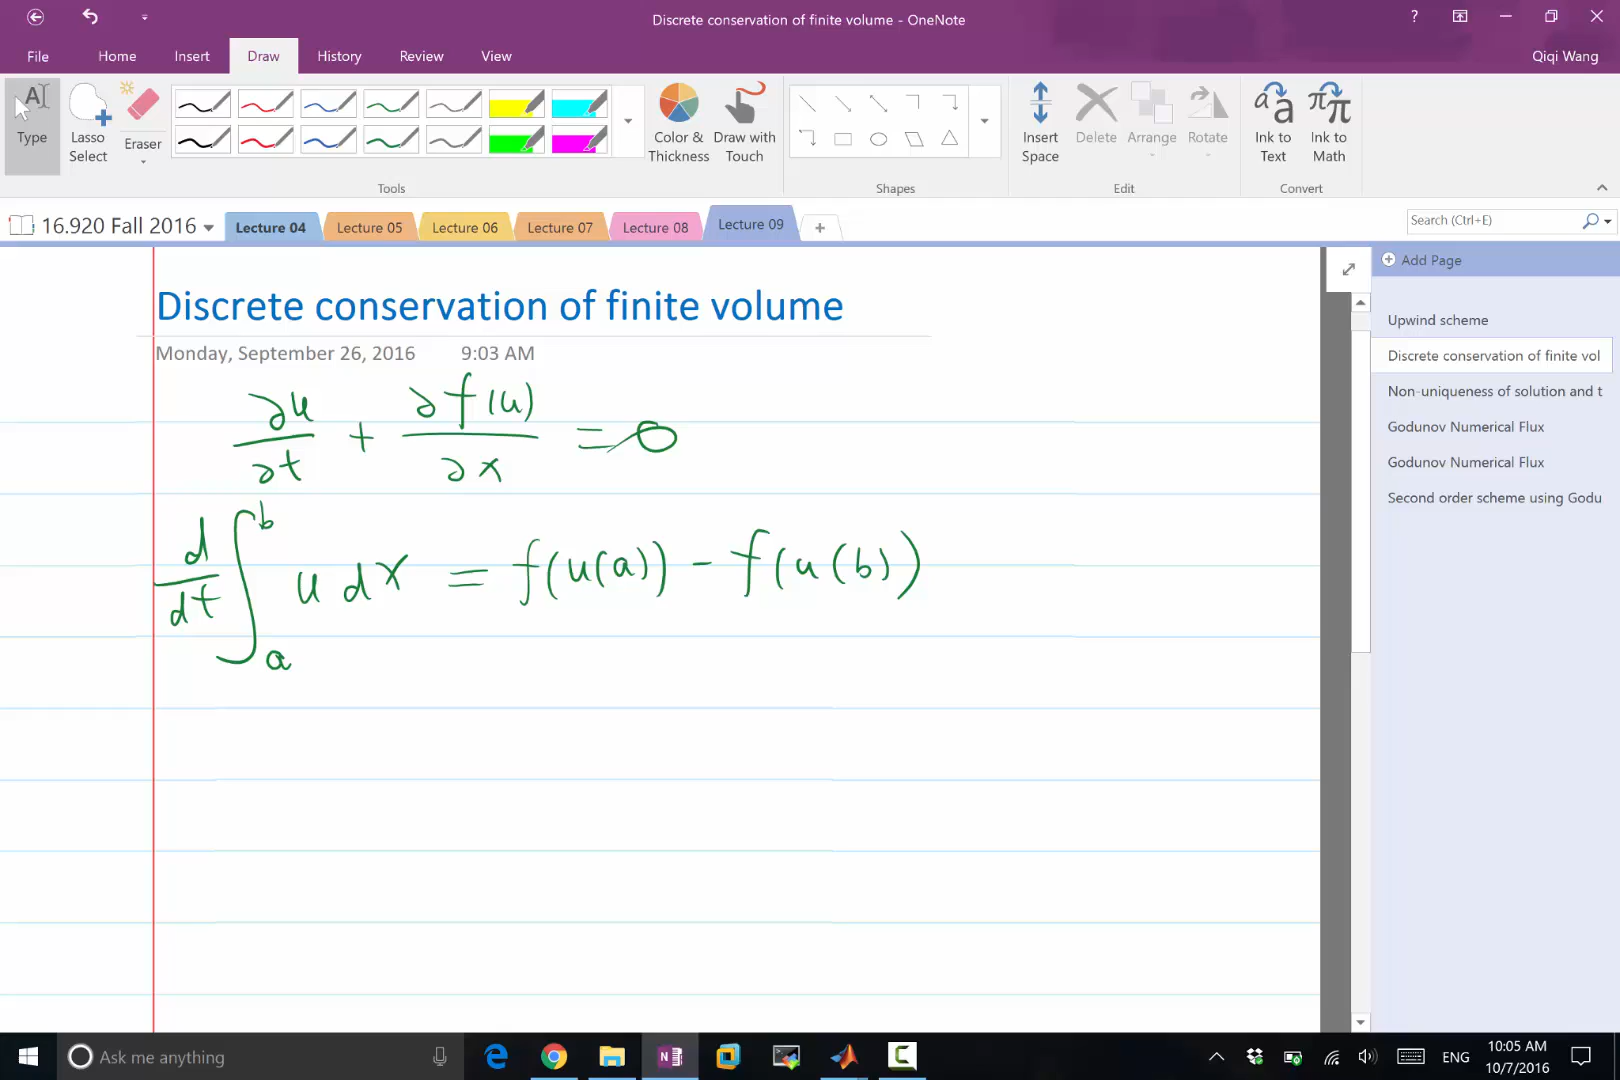 Discrete conservation of finite volume - OneNote
?
File
Home
Insert
Draw
History
Review
View
Qiqi Wang
Type
Lasso Select
Eraser
Color & Thickness
Draw with Touch
Insert Space
Delete
Arrange
Rotate
Ink to Text
Ink to Math
Tools
Shapes
Edit
Convert
16.920 Fall 2016
Lecture 04
Lecture 05
Lecture 06
Lecture 07
Lecture 08
Lecture 09
+
Search (Ctrl+E)
Add Page
Upwind scheme
Discrete conservation of finite vol
Non-uniqueness of solution and t
Godunov Numerical Flux
Godunov Numerical Flux
Second order scheme using Godu
Discrete conservation of finite volume
Monday, September 26, 2016 9:03 AM
∂u/∂t + ∂f(u)/∂x = 0
d/dt ∫_a^b u dx = f(u(a)) - f(u(b))
Ask me anything
ENG
10:05 AM
10/7/2016